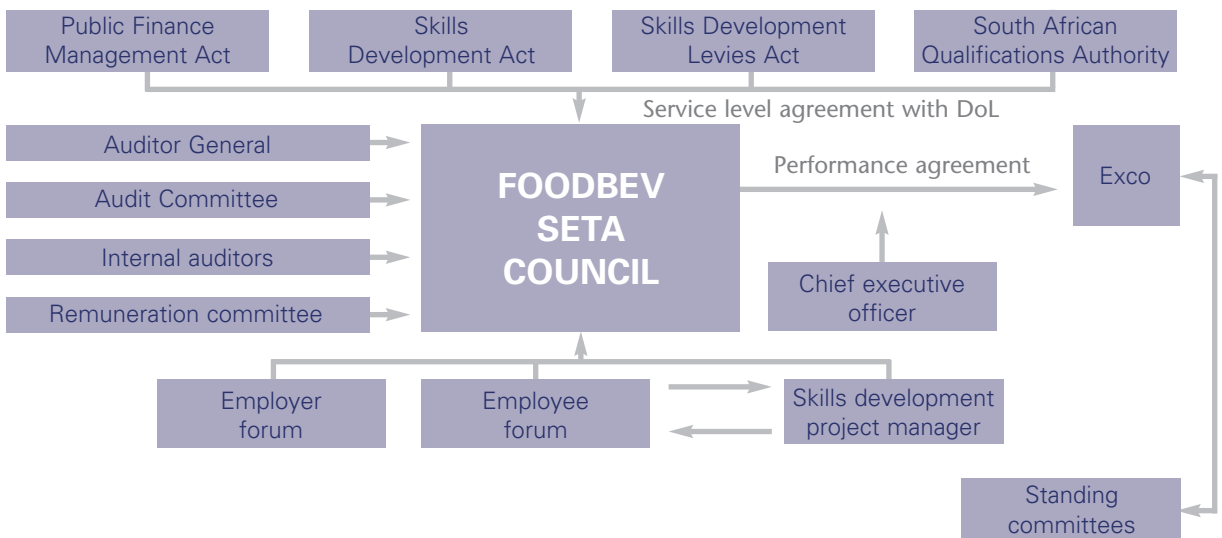 Public Finance
Management Act
Skills
Development Act
Skills Development
Levies Act
South African
Qualifications Authority
Service level agreement with DoL
Auditor General
Audit Committee
Internal auditors
Remuneration committee
FOODBEV
SETA
COUNCIL
Performance agreement
Exco
Chief executive
officer
Employer
forum
Employee
forum
Skills development
project manager
Standing
committees